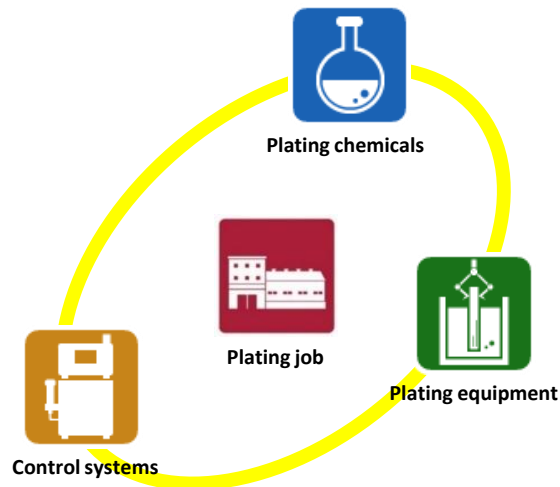 Plating chemicals
Plating job
Plating equipment
Control systems